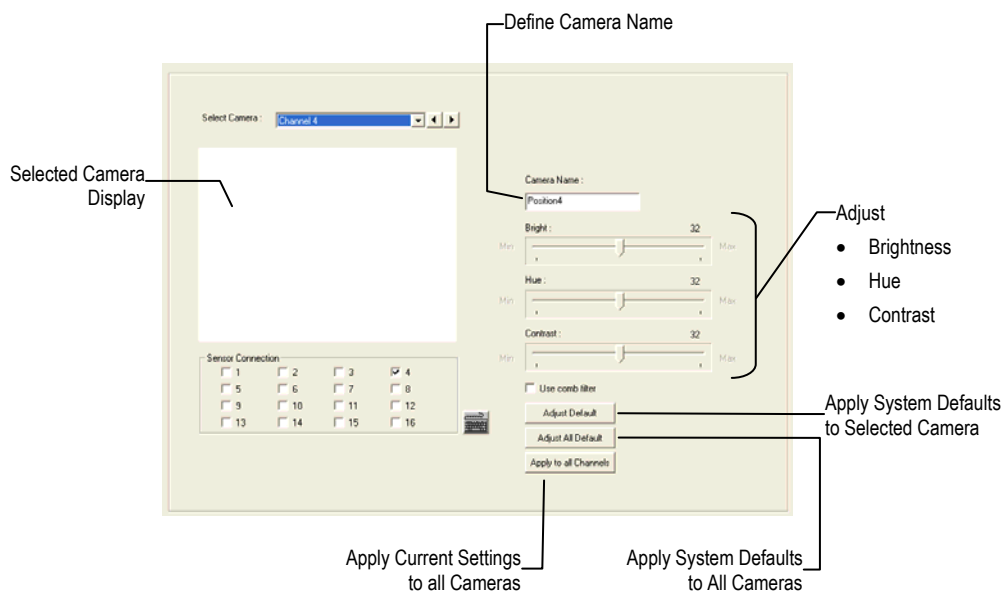 Define Camera Name
Select Camera :
Channel 4
Selected Camera
Display
Camera Name :
Position4
Bright :
32
Min
Max
Hue :
32
Min
Max
Contrast :
32
Min
Max
Adjust
• Brightness
• Hue
• Contrast
Sensor Connection
1 2 3 4
5 6 7 8
9 10 11 12
13 14 15 16
Use comb filter
Adjust Default
Adjust All Default
Apply to all Channels
Apply System Defaults
to Selected Camera
Apply Current Settings
to all Cameras
Apply System Defaults
to All Cameras